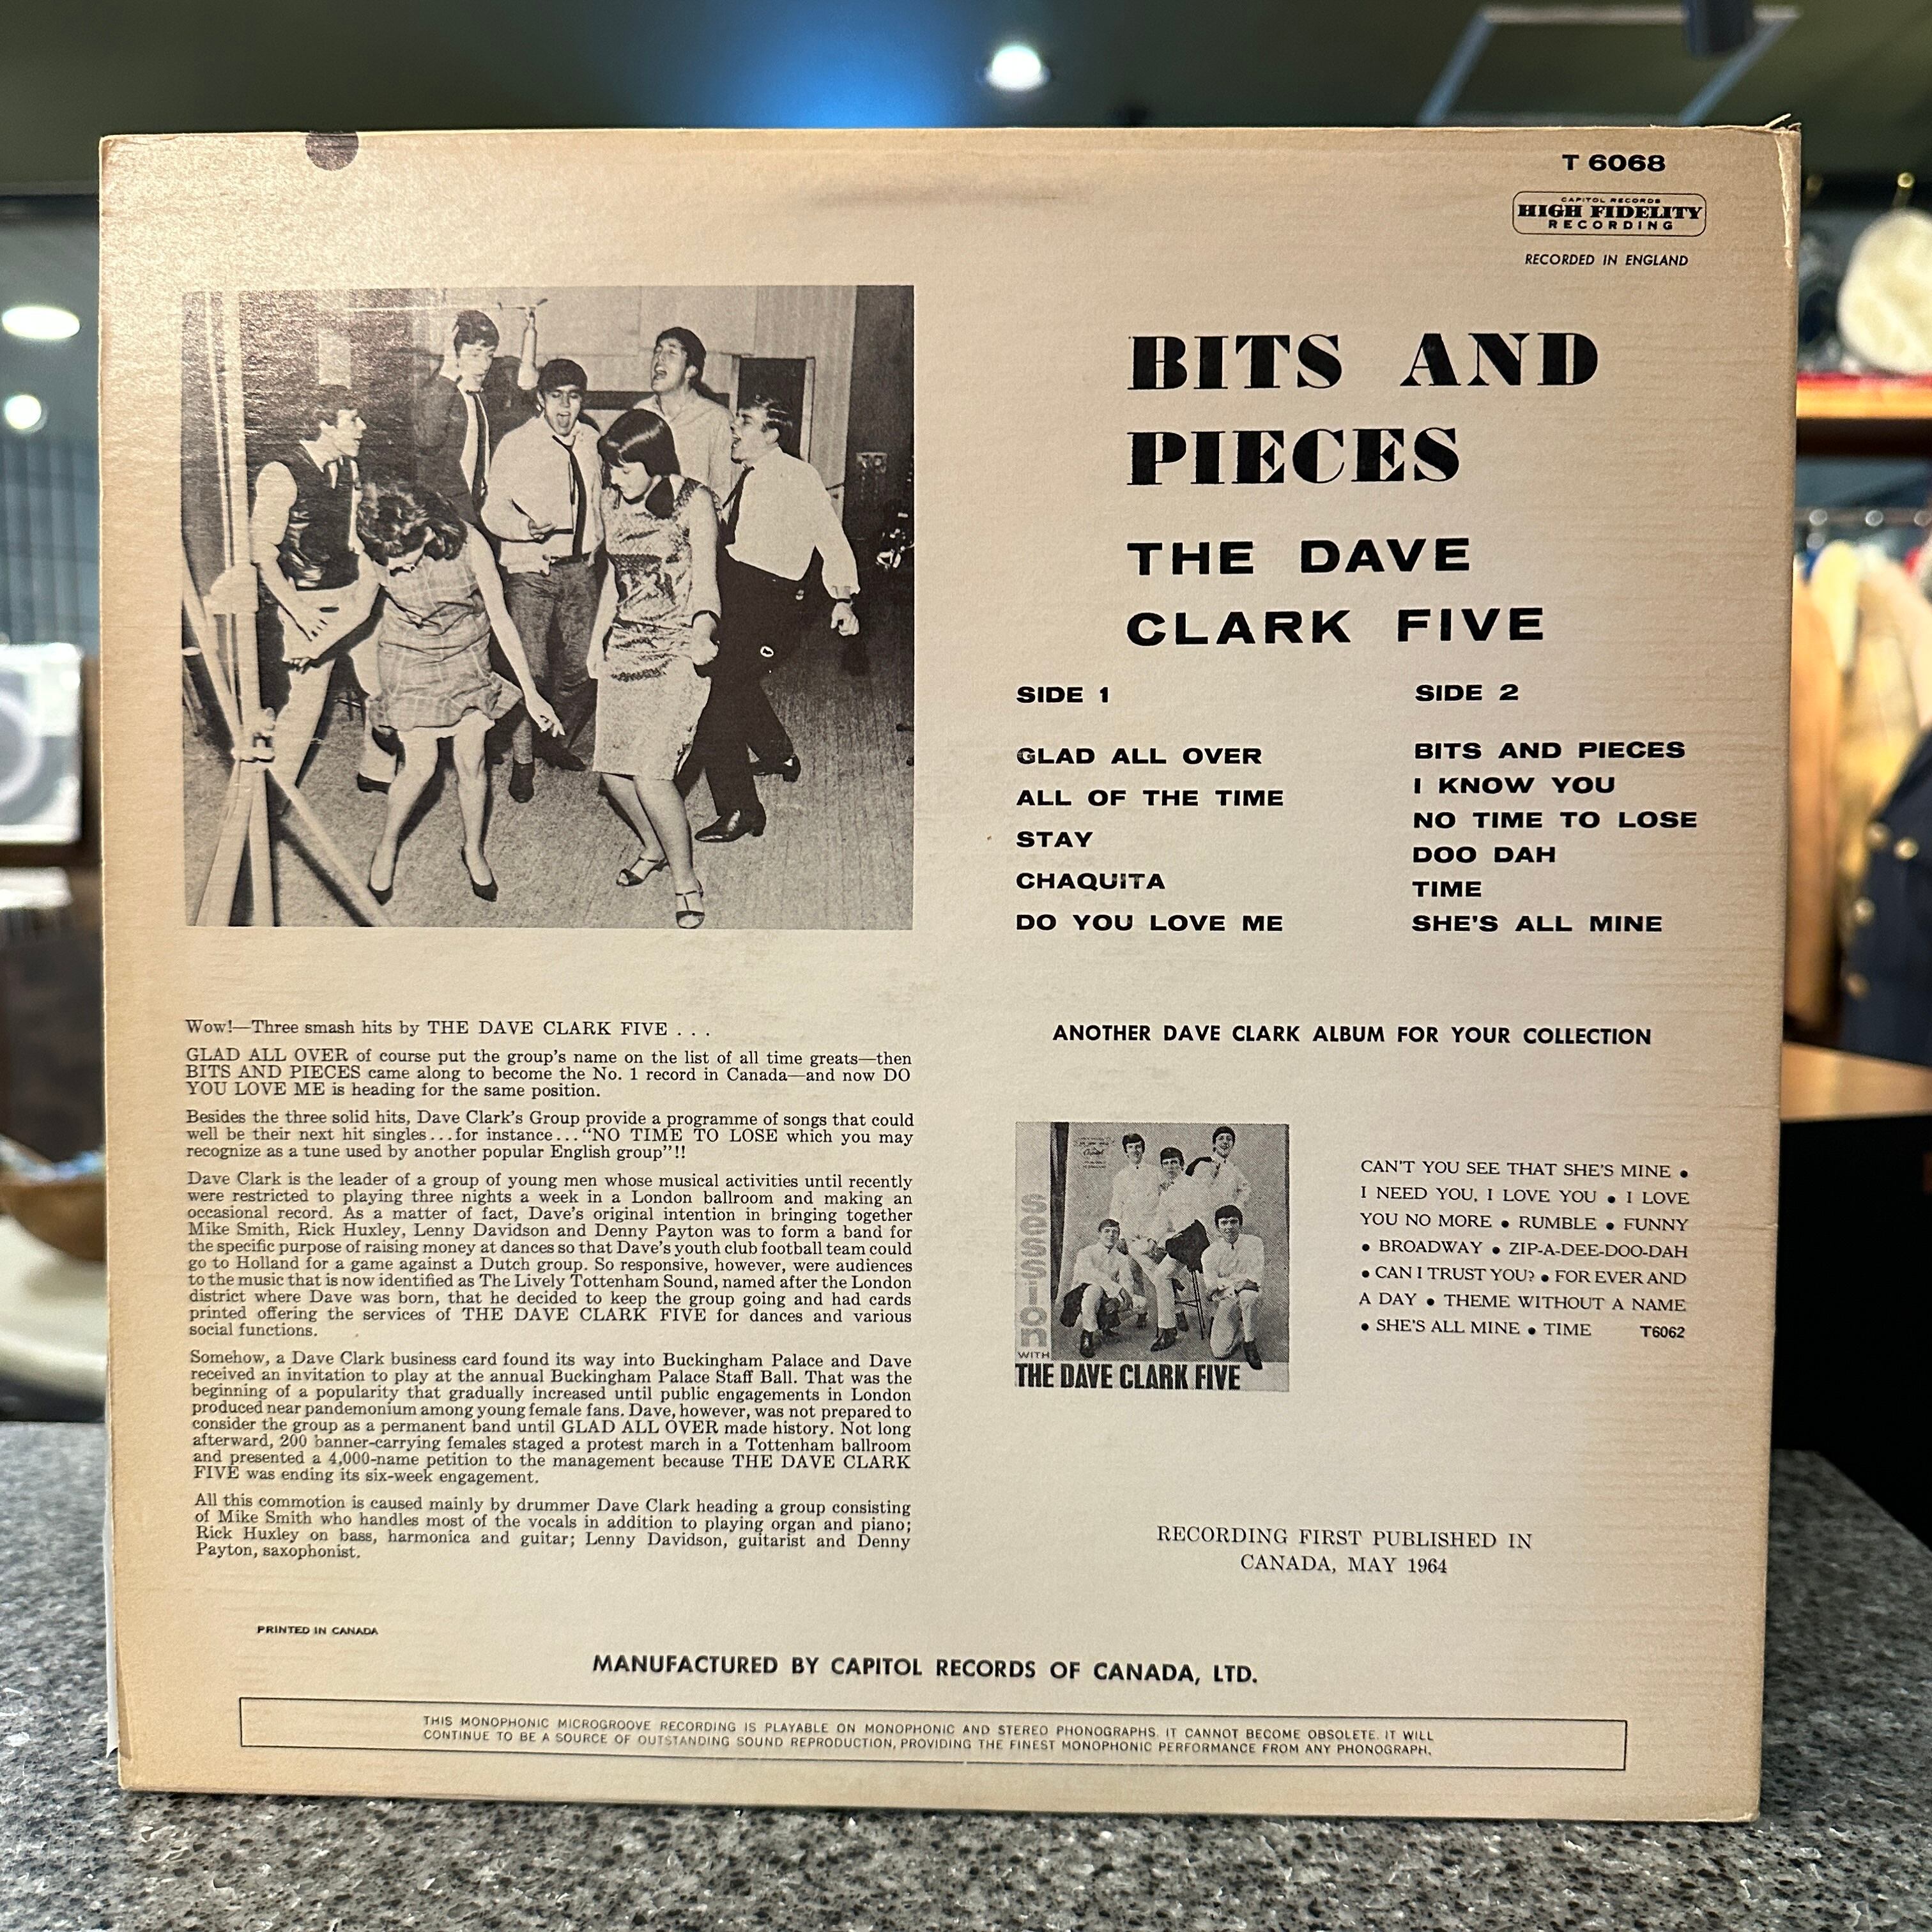 T 6068
CAPITOL RECORDS
HIGH FIDELITY
RECORDING
RECORDED IN ENGLAND
BITS AND
PIECES
THE DAVE
CLARK FIVE
SIDE 1
GLAD ALL OVER
ALL OF THE TIME
STAY
CHAQUITA
DO YOU LOVE ME
SIDE 2
BITS AND PIECES
I KNOW YOU
NO TIME TO LOSE
DOO DAH
TIME
SHE'S ALL MINE
Wow!—Three smash hits by THE DAVE CLARK FIVE . . .
GLAD ALL OVER of course put the group's name on the list of all time greats—then
BITS AND PIECES came along to become the No. 1 record in Canada—and now DO
YOU LOVE ME is heading for the same position.
Besides the three solid hits, Dave Clark's Group provide a programme of songs that could
well be their next hit singles...for instance..."NO TIME TO LOSE which you may
recognize as a tune used by another popular English group"!!
Dave Clark is the leader of a group of young men whose musical activities until recently
were restricted to playing three nights a week in a London ballroom and making an
occasional record. As a matter of fact, Dave's original intention in bringing together
Mike Smith, Rick Huxley, Lenny Davidson and Denny Payton was to form a band for
the specific purpose of raising money at dances so that Dave's youth club football team could
go to Holland for a game against a Dutch group. So responsive, however, were audiences
to the music that is now identified as The Lively Tottenham Sound, named after the London
district where Dave was born, that he decided to keep the group going and had cards
printed offering the services of THE DAVE CLARK FIVE for dances and various
social functions.
Somehow, a Dave Clark business card found its way into Buckingham Palace and Dave
received an invitation to play at the annual Buckingham Palace Staff Ball. That was the
beginning of a popularity that gradually increased until public engagements in London
produced near pandemonium among young female fans. Dave, however, was not prepared to
consider the group as a permanent band until GLAD ALL OVER made history. Not long
afterward, 200 banner-carrying females staged a protest march in a Tottenham ballroom
and presented a 4,000-name petition to the management because THE DAVE CLARK
FIVE was ending its six-week engagement.
All this commotion is caused mainly by drummer Dave Clark heading a group consisting
of Mike Smith who handles most of the vocals in addition to playing organ and piano;
Rick Huxley on bass, harmonica and guitar; Lenny Davidson, guitarist and Denny
Payton, saxophonist.
ANOTHER DAVE CLARK ALBUM FOR YOUR COLLECTION
Capitol
session
WITH
THE DAVE CLARK FIVE
CAN'T YOU SEE THAT SHE'S MINE •
I NEED YOU, I LOVE YOU • I LOVE
YOU NO MORE • RUMBLE • FUNNY
• BROADWAY • ZIP-A-DEE-DOO-DAH
• CAN I TRUST YOU? • FOR EVER AND
A DAY • THEME WITHOUT A NAME
• SHE'S ALL MINE • TIME T6062
RECORDING FIRST PUBLISHED IN
CANADA, MAY 1964
PRINTED IN CANADA
MANUFACTURED BY CAPITOL RECORDS OF CANADA, LTD.
THIS MONOPHONIC MICROGROOVE RECORDING IS PLAYABLE ON MONOPHONIC AND STEREO PHONOGRAPHS. IT CANNOT BECOME OBSOLETE. IT WILL
CONTINUE TO BE A SOURCE OF OUTSTANDING SOUND REPRODUCTION, PROVIDING THE FINEST MONOPHONIC PERFORMANCE FROM ANY PHONOGRAPH.